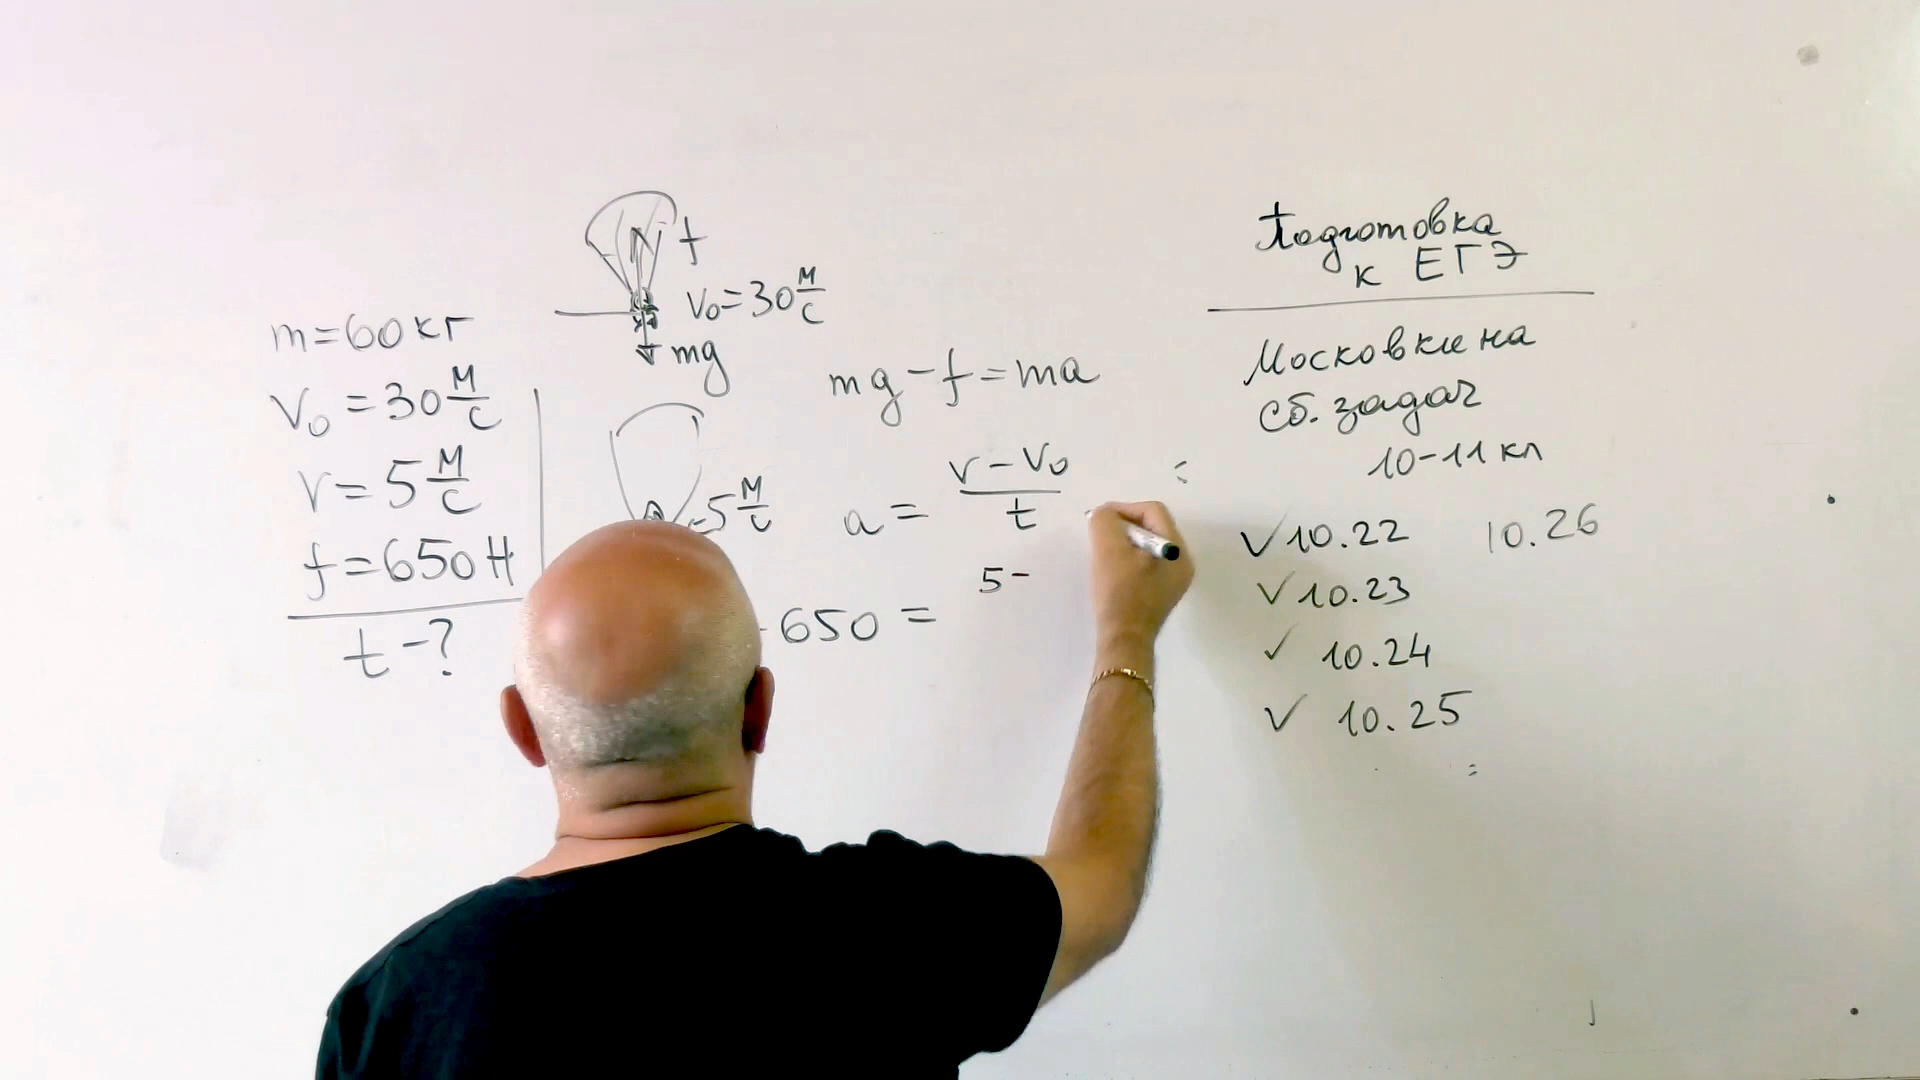 m=60кг
V₀=30 м/с
V=5 м/с
f=650Н
t-?
f
V₀=30 м/с
mg
5 м/с
mg-f=ma
a = (V-V₀)/t
5-
-650=
Подготовка
к ЕГЭ
Московкина
Сб. задач
10-11 кл
✓10.22 10.26
✓10.23
✓ 10.24
✓ 10.25